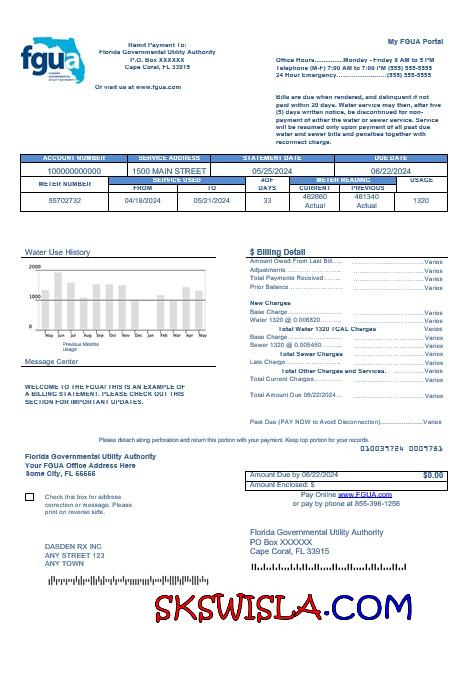 My FGUA Portal
fgua
Remit Payment To:
Florida Governmental Utility Authority
P.O. Box XXXXXX
Cape Coral, FL 33915
Or visit us at www.fgua.com
Office Hours..............Monday - Friday 8 AM to 5 PM
Telephone (M-F) 7:00 AM to 7:00 PM (555) 555-5555
24 Hour Emergency......................(555) 555-5555
Bills are due when rendered, and delinquent if not
paid within 20 days. Water service may then, after five
(5) days written notice, be discontinued for non-
payment of either the water or sewer service. Service
will be resumed only upon payment of all past due
water and sewer bills and penalties together with
reconnect charge.
ACCOUNT NUMBER SERVICE ADDRESS STATEMENT DATE DUE DATE
100000000000 1500 MAIN STREET 05/25/2024 06/22/2024
METER NUMBER SERVICE USED #OF DAYS METER READING USAGE
FROM TO CURRENT PREVIOUS
55702732 04/18/2024 05/21/2024 33 462660 Actual 461340 Actual 1320
Water Use History
2000
1000
0
May Jun Jul Aug Sep Oct Nov Dec Jan Feb Mar Apr May
Previous Months
Usage
Message Center
WELCOME TO THE FGUA! THIS IS AN EXAMPLE OF
A BILLING STATEMENT. PLEASE CHECK OUT THIS
SECTION FOR IMPORTANT UPDATES.
$ Billing Detail
Amount Owed From Last Bill..... Varies
Adjustments Varies
Total Payments Received Varies
Prior Balance Varies
New Charges
Base Charge Varies
Water 1320 @ 0.006820 Varies
Total Water 1320 TGAL Charges Varies
Base Charge Varies
Sewer 1320 @ 0.005450 Varies
Total Sewer Charges Varies
Late Charge Varies
Total Other Charges and Services. Varies
Total Current Charges Varies
Total Amount Due 06/22/2024 Varies
Past Due (PAY NOW to Avoid Disconnection) Varies
Please detach along perforation and return this portion with your payment. Keep top portion for your records.
010039724 0009781
Florida Governmental Utility Authority
Your FGUA Office Address Here
Some City, FL 55555
Check this box for address
correction or message. Please
print on reverse side.
Amount Due by 06/22/2024 $0.00
Amount Enclosed: $
Pay Online www.FGUA.com
or pay by phone at 855-396-1256
DASDEN RX INC
ANY STREET 123
ANY TOWN
Florida Governmental Utility Authority
PO Box XXXXXX
Cape Coral, FL 33915
SKSWISLA.COM